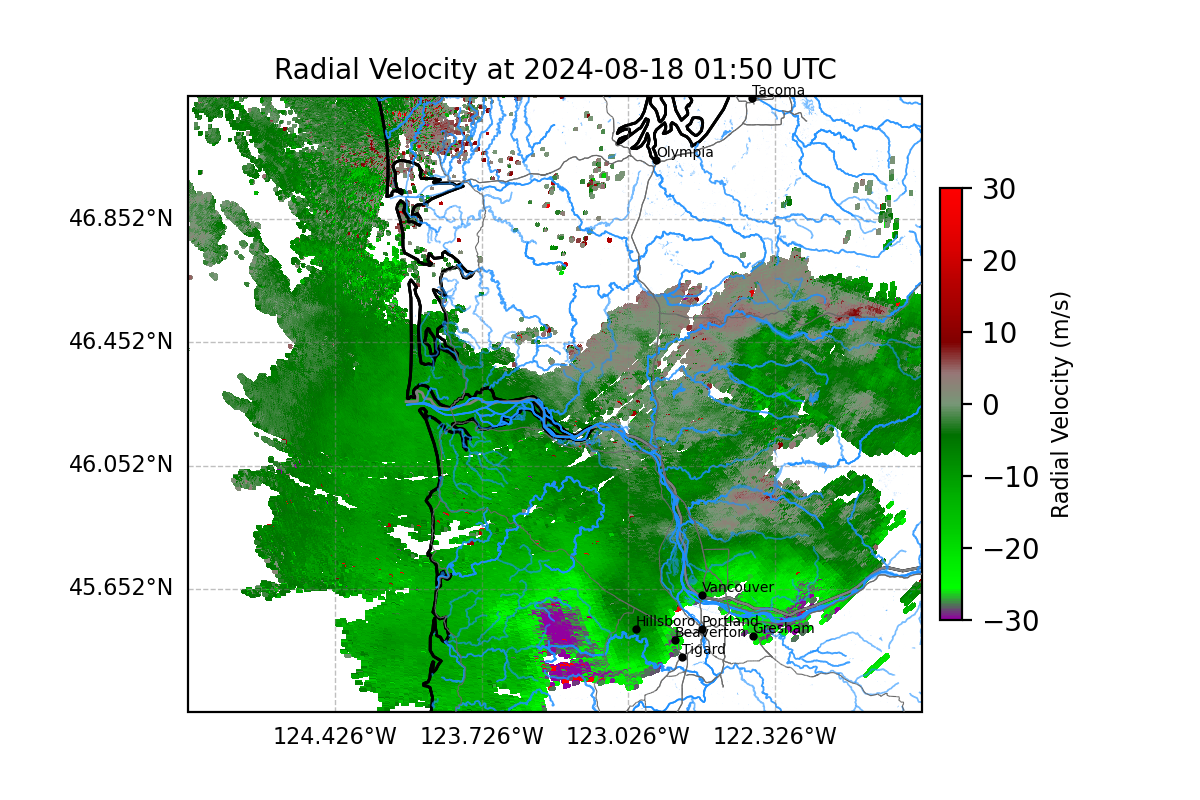 Radial Velocity at 2024-08-18 01:50 UTC
Tacoma
Olympia
46.852°N
46.452°N
46.052°N
45.652°N
Vancouver
Hillsboro
Portland
Beaverton
Gresham
Tigard
124.426°W
123.726°W
123.026°W
122.326°W
30
20
10
0
−10
−20
−30
Radial Velocity (m/s)